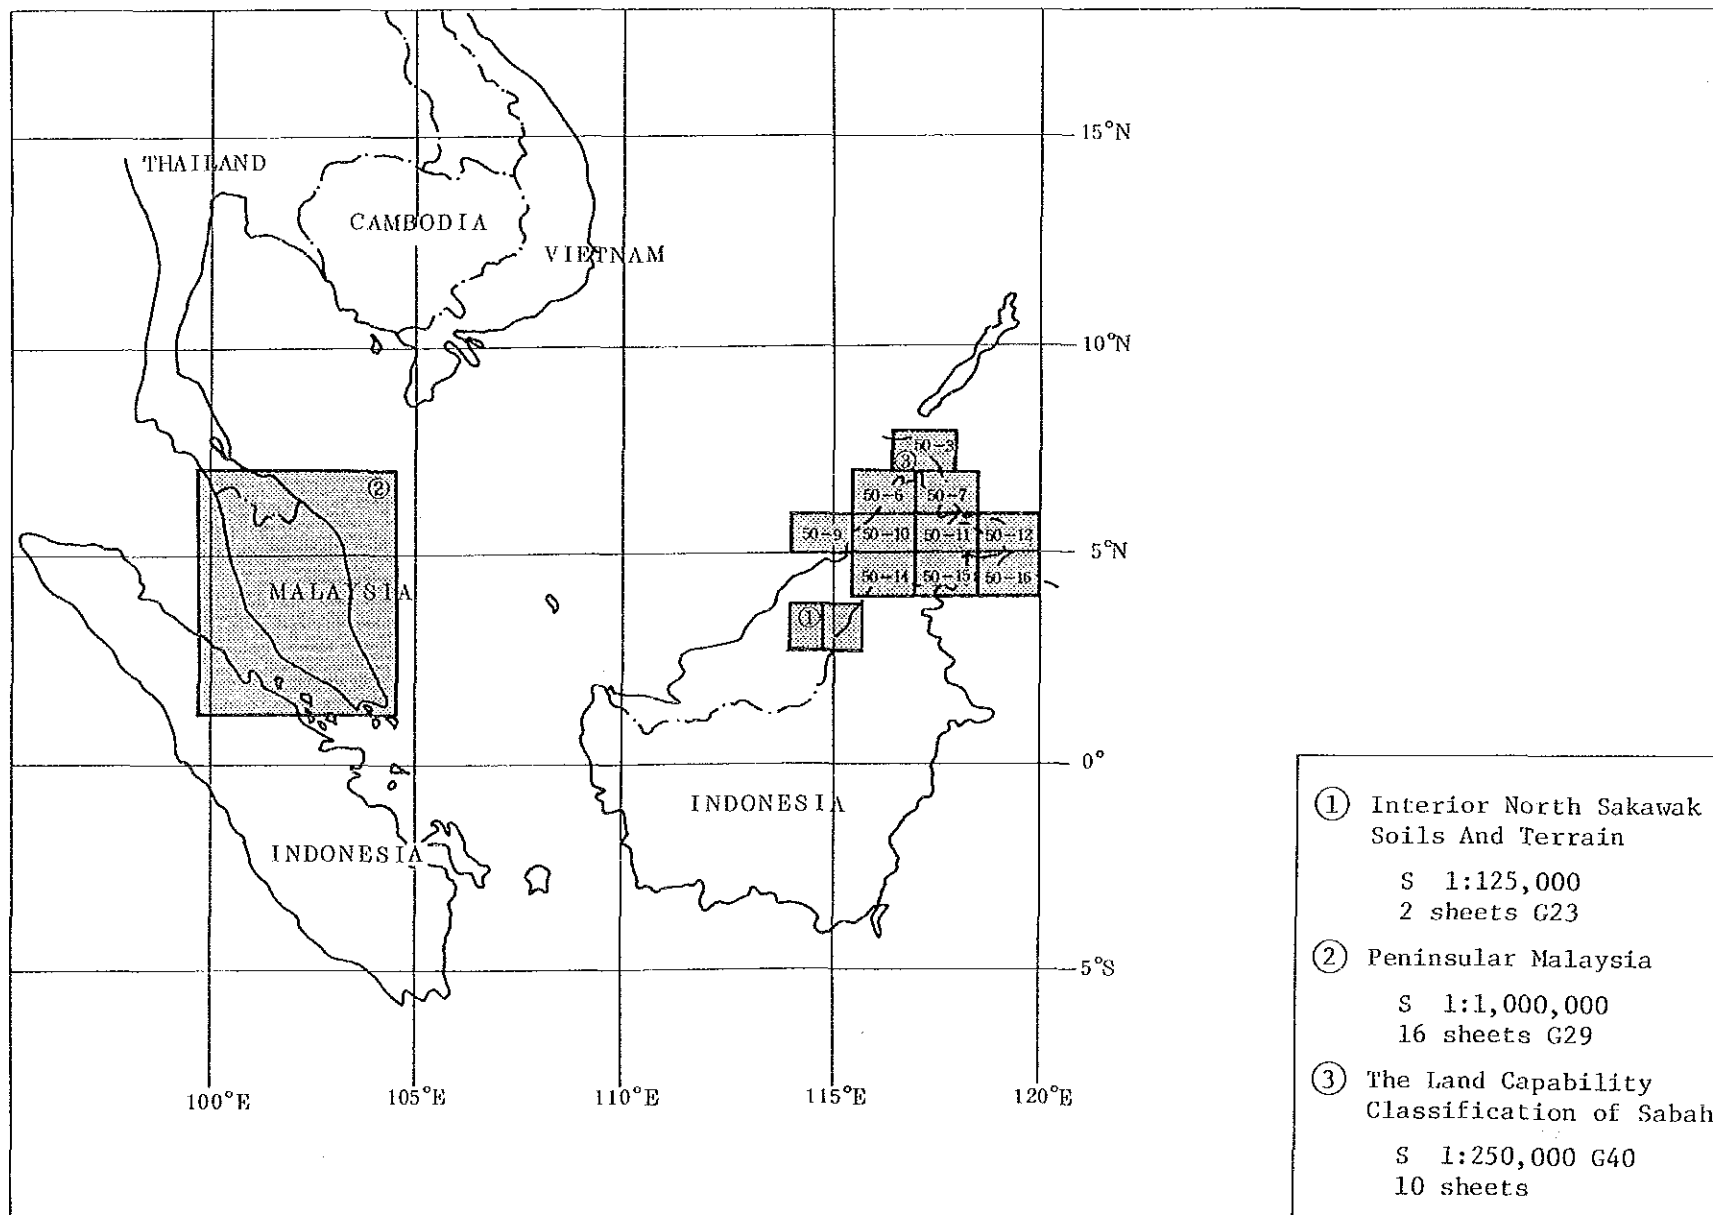 15°N
THAILAND
CAMBODIA
VIETNAM
10°N
50-3
③
②
50-6
50-7
50-9
50-10
50-11
50-12
5°N
MALAYSIA
50-14
50-15
50-16
①
0°
INDONESIA
INDONESIA
5°S
100°E
105°E
110°E
115°E
120°E
① Interior North Sakawak
Soils And Terrain
S 1:125,000
2 sheets G23
② Peninsular Malaysia
S 1:1,000,000
16 sheets G29
③ The Land Capability
Classification of Sabah
S 1:250,000 G40
10 sheets